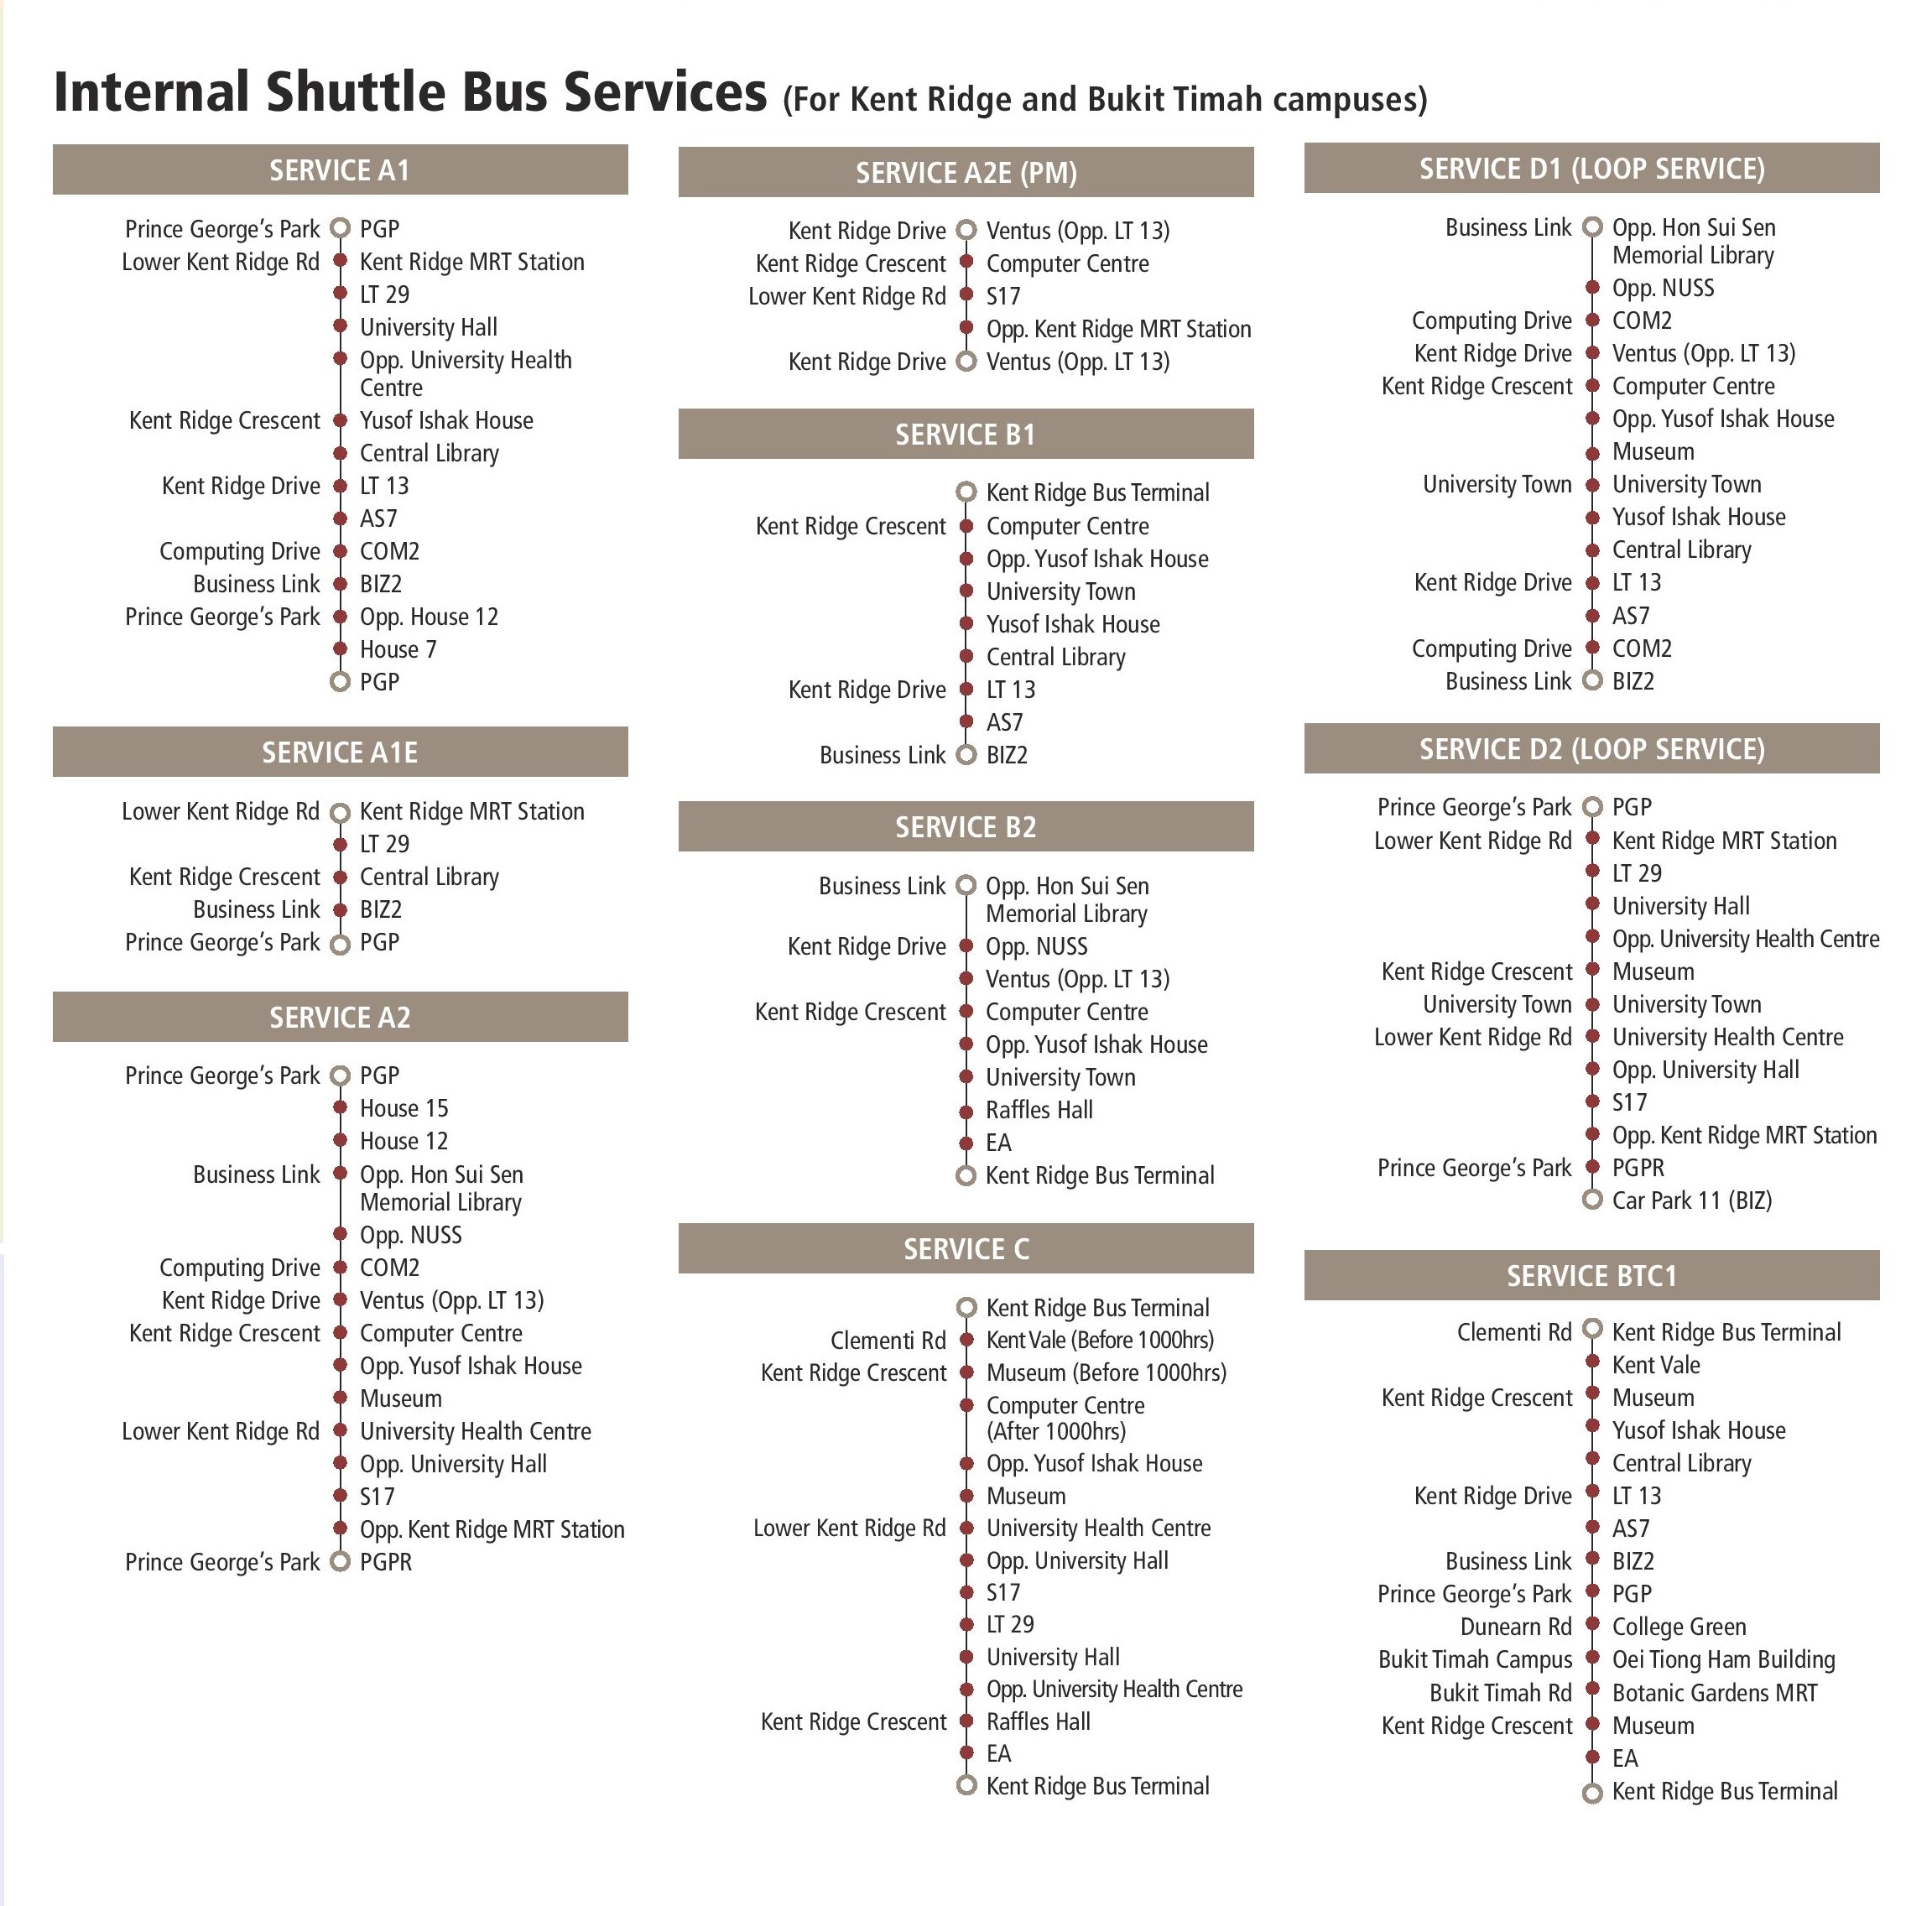 Internal Shuttle Bus Services (For Kent Ridge and Bukit Timah campuses)
SERVICE A1
Prince George’s Park PGP
Lower Kent Ridge Rd Kent Ridge MRT Station
LT 29
University Hall
Opp. University Health
Centre
Kent Ridge Crescent Yusof Ishak House
Central Library
Kent Ridge Drive LT 13
AS7
Computing Drive COM2
Business Link BIZ2
Prince George’s Park Opp. House 12
House 7
PGP
SERVICE A1E
Lower Kent Ridge Rd Kent Ridge MRT Station
LT 29
Kent Ridge Crescent Central Library
Business Link BIZ2
Prince George’s Park PGP
SERVICE A2
Prince George’s Park PGP
House 15
House 12
Business Link Opp. Hon Sui Sen
Memorial Library
Opp. NUSS
Computing Drive COM2
Kent Ridge Drive Ventus (Opp. LT 13)
Kent Ridge Crescent Computer Centre
Opp. Yusof Ishak House
Museum
Lower Kent Ridge Rd University Health Centre
Opp. University Hall
S17
Opp. Kent Ridge MRT Station
Prince George’s Park PGPR
SERVICE A2E (PM)
Kent Ridge Drive Ventus (Opp. LT 13)
Kent Ridge Crescent Computer Centre
Lower Kent Ridge Rd S17
Opp. Kent Ridge MRT Station
Kent Ridge Drive Ventus (Opp. LT 13)
SERVICE B1
Kent Ridge Bus Terminal
Kent Ridge Crescent Computer Centre
Opp. Yusof Ishak House
University Town
Yusof Ishak House
Central Library
Kent Ridge Drive LT 13
AS7
Business Link BIZ2
SERVICE B2
Business Link Opp. Hon Sui Sen
Memorial Library
Kent Ridge Drive Opp. NUSS
Ventus (Opp. LT 13)
Kent Ridge Crescent Computer Centre
Opp. Yusof Ishak House
University Town
Raffles Hall
EA
Kent Ridge Bus Terminal
SERVICE C
Kent Ridge Bus Terminal
Clementi Rd Kent Vale (Before 1000hrs)
Kent Ridge Crescent Museum (Before 1000hrs)
Computer Centre
(After 1000hrs)
Opp. Yusof Ishak House
Museum
Lower Kent Ridge Rd University Health Centre
Opp. University Hall
S17
LT 29
University Hall
Opp. University Health Centre
Kent Ridge Crescent Raffles Hall
EA
Kent Ridge Bus Terminal
SERVICE D1 (LOOP SERVICE)
Business Link Opp. Hon Sui Sen
Memorial Library
Opp. NUSS
Computing Drive COM2
Kent Ridge Drive Ventus (Opp. LT 13)
Kent Ridge Crescent Computer Centre
Opp. Yusof Ishak House
Museum
University Town University Town
Yusof Ishak House
Central Library
Kent Ridge Drive LT 13
AS7
Computing Drive COM2
Business Link BIZ2
SERVICE D2 (LOOP SERVICE)
Prince George’s Park PGP
Lower Kent Ridge Rd Kent Ridge MRT Station
LT 29
University Hall
Opp. University Health Centre
Kent Ridge Crescent Museum
University Town University Town
Lower Kent Ridge Rd University Health Centre
Opp. University Hall
S17
Opp. Kent Ridge MRT Station
Prince George’s Park PGPR
Car Park 11 (BIZ)
SERVICE BTC1
Clementi Rd Kent Ridge Bus Terminal
Kent Vale
Kent Ridge Crescent Museum
Yusof Ishak House
Central Library
Kent Ridge Drive LT 13
AS7
Business Link BIZ2
Prince George’s Park PGP
Dunearn Rd College Green
Bukit Timah Campus Oei Tiong Ham Building
Bukit Timah Rd Botanic Gardens MRT
Kent Ridge Crescent Museum
EA
Kent Ridge Bus Terminal